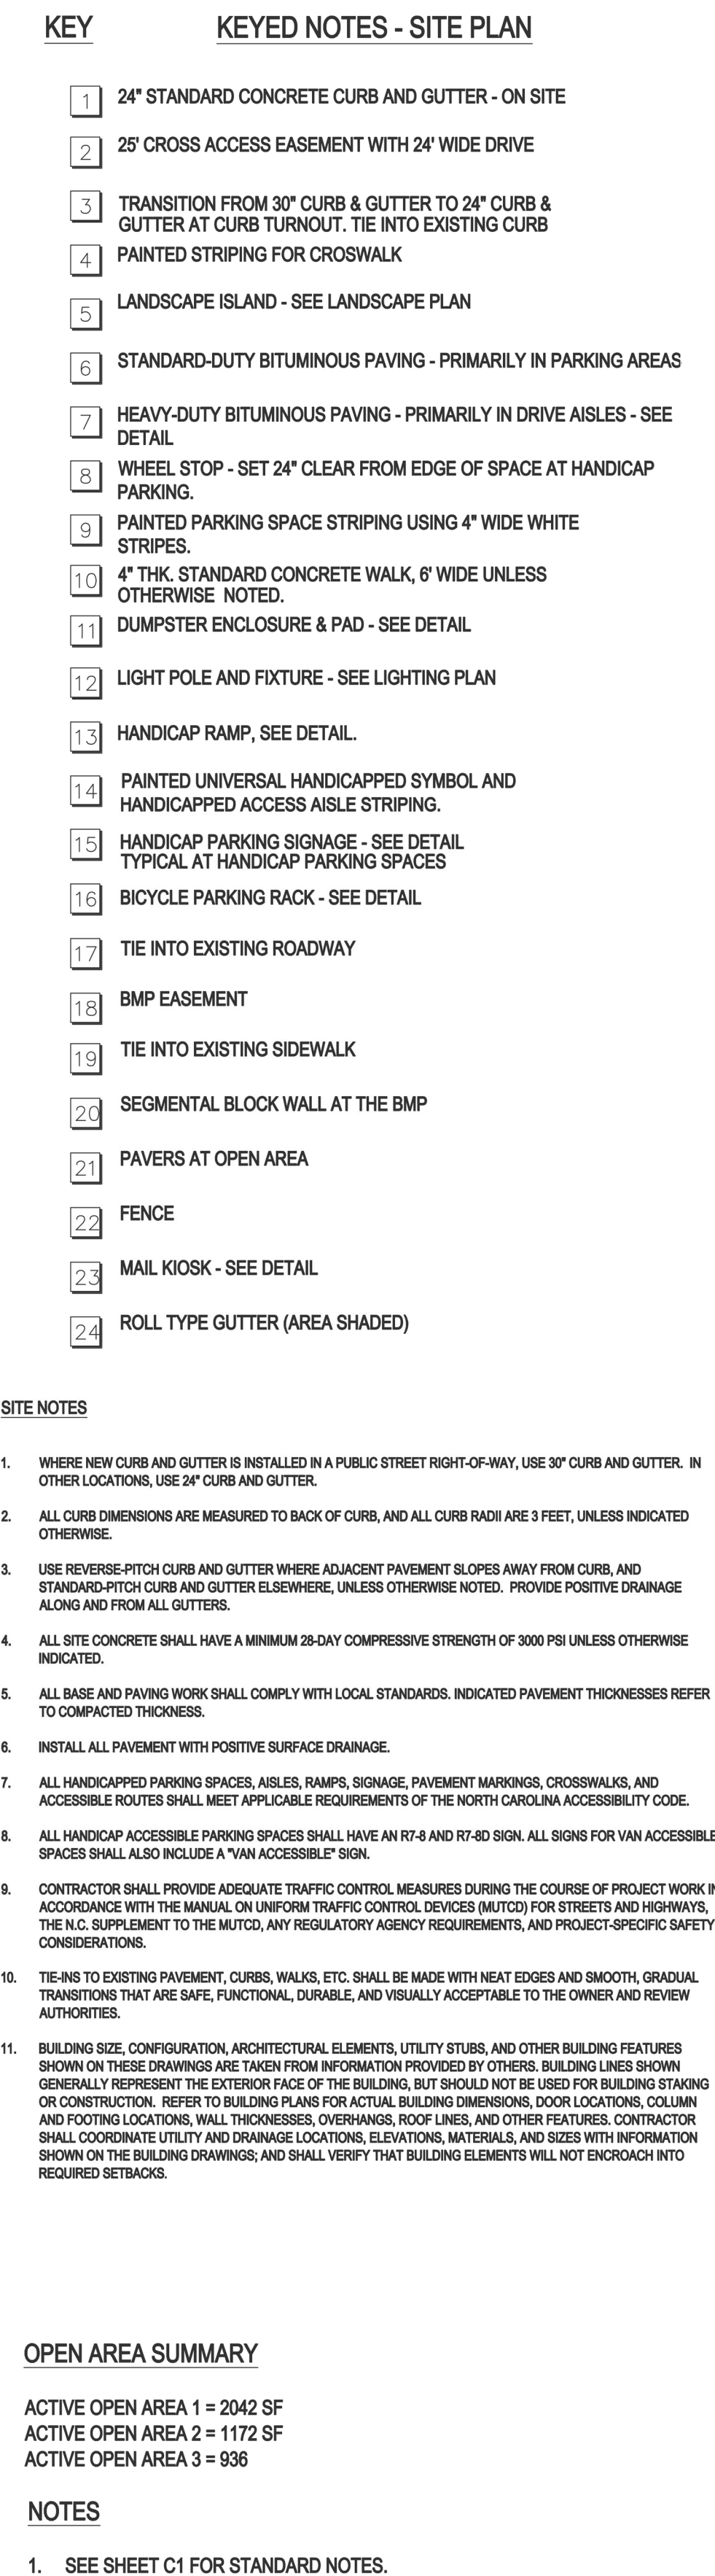 KEY KEYED NOTES - SITE PLAN
1 24" STANDARD CONCRETE CURB AND GUTTER - ON SITE
2 25' CROSS ACCESS EASEMENT WITH 24' WIDE DRIVE
3 TRANSITION FROM 30" CURB & GUTTER TO 24" CURB &
GUTTER AT CURB TURNOUT. TIE INTO EXISTING CURB
4 PAINTED STRIPING FOR CROSWALK
5 LANDSCAPE ISLAND - SEE LANDSCAPE PLAN
6 STANDARD-DUTY BITUMINOUS PAVING - PRIMARILY IN PARKING AREAS
7 HEAVY-DUTY BITUMINOUS PAVING - PRIMARILY IN DRIVE AISLES - SEE
DETAIL
8 WHEEL STOP - SET 24" CLEAR FROM EDGE OF SPACE AT HANDICAP
PARKING.
9 PAINTED PARKING SPACE STRIPING USING 4" WIDE WHITE
STRIPES.
10 4" THK. STANDARD CONCRETE WALK, 6' WIDE UNLESS
OTHERWISE NOTED.
11 DUMPSTER ENCLOSURE & PAD - SEE DETAIL
12 LIGHT POLE AND FIXTURE - SEE LIGHTING PLAN
13 HANDICAP RAMP, SEE DETAIL.
14 PAINTED UNIVERSAL HANDICAPPED SYMBOL AND
HANDICAPPED ACCESS AISLE STRIPING.
15 HANDICAP PARKING SIGNAGE - SEE DETAIL
TYPICAL AT HANDICAP PARKING SPACES
16 BICYCLE PARKING RACK - SEE DETAIL
17 TIE INTO EXISTING ROADWAY
18 BMP EASEMENT
19 TIE INTO EXISTING SIDEWALK
20 SEGMENTAL BLOCK WALL AT THE BMP
21 PAVERS AT OPEN AREA
22 FENCE
23 MAIL KIOSK - SEE DETAIL
24 ROLL TYPE GUTTER (AREA SHADED)
SITE NOTES
1. WHERE NEW CURB AND GUTTER IS INSTALLED IN A PUBLIC STREET RIGHT-OF-WAY, USE 30" CURB AND GUTTER. IN
OTHER LOCATIONS, USE 24" CURB AND GUTTER.
2. ALL CURB DIMENSIONS ARE MEASURED TO BACK OF CURB, AND ALL CURB RADII ARE 3 FEET, UNLESS INDICATED
OTHERWISE.
3. USE REVERSE-PITCH CURB AND GUTTER WHERE ADJACENT PAVEMENT SLOPES AWAY FROM CURB, AND
STANDARD-PITCH CURB AND GUTTER ELSEWHERE, UNLESS OTHERWISE NOTED. PROVIDE POSITIVE DRAINAGE
ALONG AND FROM ALL GUTTERS.
4. ALL SITE CONCRETE SHALL HAVE A MINIMUM 28-DAY COMPRESSIVE STRENGTH OF 3000 PSI UNLESS OTHERWISE
INDICATED.
5. ALL BASE AND PAVING WORK SHALL COMPLY WITH LOCAL STANDARDS. INDICATED PAVEMENT THICKNESSES REFER
TO COMPACTED THICKNESS.
6. INSTALL ALL PAVEMENT WITH POSITIVE SURFACE DRAINAGE.
7. ALL HANDICAPPED PARKING SPACES, AISLES, RAMPS, SIGNAGE, PAVEMENT MARKINGS, CROSSWALKS, AND
ACCESSIBLE ROUTES SHALL MEET APPLICABLE REQUIREMENTS OF THE NORTH CAROLINA ACCESSIBILITY CODE.
8. ALL HANDICAP ACCESSIBLE PARKING SPACES SHALL HAVE AN R7-8 AND R7-8D SIGN. ALL SIGNS FOR VAN ACCESSIBLE
SPACES SHALL ALSO INCLUDE A "VAN ACCESSIBLE" SIGN.
9. CONTRACTOR SHALL PROVIDE ADEQUATE TRAFFIC CONTROL MEASURES DURING THE COURSE OF PROJECT WORK IN
ACCORDANCE WITH THE MANUAL ON UNIFORM TRAFFIC CONTROL DEVICES (MUTCD) FOR STREETS AND HIGHWAYS,
THE N.C. SUPPLEMENT TO THE MUTCD, ANY REGULATORY AGENCY REQUIREMENTS, AND PROJECT-SPECIFIC SAFETY
CONSIDERATIONS.
10. TIE-INS TO EXISTING PAVEMENT, CURBS, WALKS, ETC. SHALL BE MADE WITH NEAT EDGES AND SMOOTH, GRADUAL
TRANSITIONS THAT ARE SAFE, FUNCTIONAL, DURABLE, AND VISUALLY ACCEPTABLE TO THE OWNER AND REVIEW
AUTHORITIES.
11. BUILDING SIZE, CONFIGURATION, ARCHITECTURAL ELEMENTS, UTILITY STUBS, AND OTHER BUILDING FEATURES
SHOWN ON THESE DRAWINGS ARE TAKEN FROM INFORMATION PROVIDED BY OTHERS. BUILDING LINES SHOWN
GENERALLY REPRESENT THE EXTERIOR FACE OF THE BUILDING, BUT SHOULD NOT BE USED FOR BUILDING STAKING
OR CONSTRUCTION. REFER TO BUILDING PLANS FOR ACTUAL BUILDING DIMENSIONS, DOOR LOCATIONS, COLUMN
AND FOOTING LOCATIONS, WALL THICKNESSES, OVERHANGS, ROOF LINES, AND OTHER FEATURES. CONTRACTOR
SHALL COORDINATE UTILITY AND DRAINAGE LOCATIONS, ELEVATIONS, MATERIALS, AND SIZES WITH INFORMATION
SHOWN ON THE BUILDING DRAWINGS; AND SHALL VERIFY THAT BUILDING ELEMENTS WILL NOT ENCROACH INTO
REQUIRED SETBACKS.
OPEN AREA SUMMARY
ACTIVE OPEN AREA 1 = 2042 SF
ACTIVE OPEN AREA 2 = 1172 SF
ACTIVE OPEN AREA 3 = 936
NOTES
1. SEE SHEET C1 FOR STANDARD NOTES.